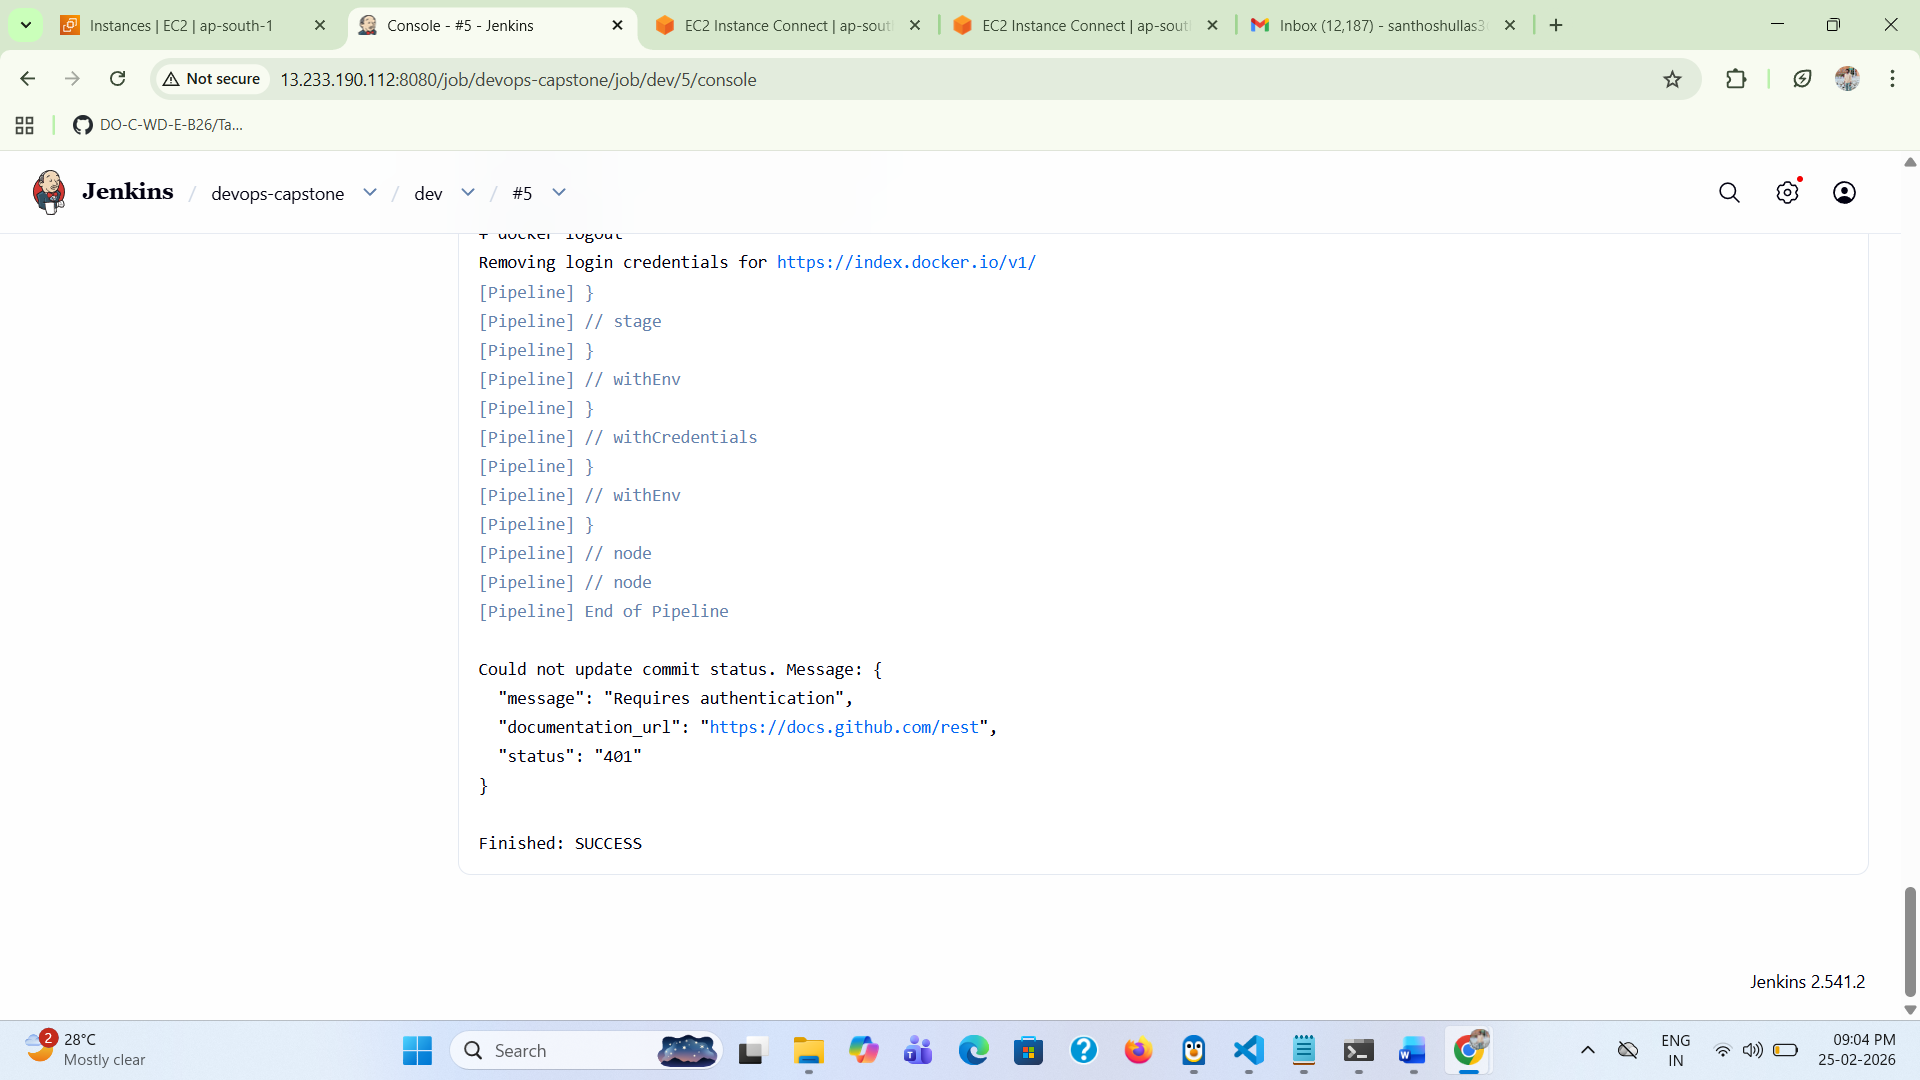 Instances | EC2 | ap-south-1
Console - #5 - Jenkins
EC2 Instance Connect | ap-sout
EC2 Instance Connect | ap-sout
Inbox (12,187) - santhoshullas3
Not secure
13.233.190.112:8080/job/devops-capstone/job/dev/5/console
DO-C-WD-E-B26/Ta...
Jenkins / devops-capstone / dev / #5
+ docker logout
Removing login credentials for https://index.docker.io/v1/
[Pipeline] }
[Pipeline] // stage
[Pipeline] }
[Pipeline] // withEnv
[Pipeline] }
[Pipeline] // withCredentials
[Pipeline] }
[Pipeline] // withEnv
[Pipeline] }
[Pipeline] // node
[Pipeline] // node
[Pipeline] End of Pipeline
Could not update commit status. Message: {
"message": "Requires authentication",
"documentation_url": "https://docs.github.com/rest",
"status": "401"
}
Finished: SUCCESS
Jenkins 2.541.2
2
28°C
Mostly clear
Search
ENG
IN
09:04 PM
25-02-2026